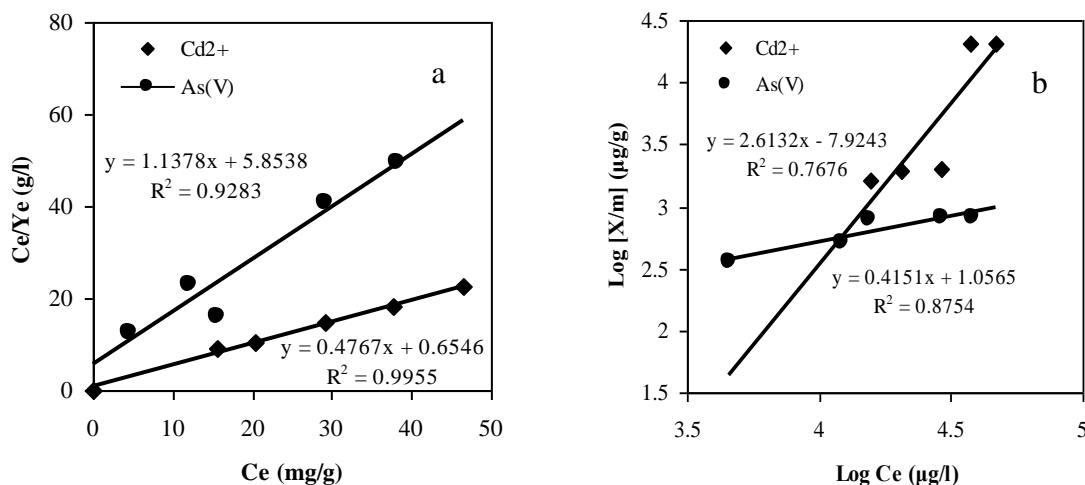 80
60
40
20
0
Ce/Ye (g/l)
Cd2+
As(V)
a
y = 1.1378x + 5.8538
R² = 0.9283
y = 0.4767x + 0.6546
R² = 0.9955
0 10 20 30 40 50
Ce (mg/g)
4.5
4
3.5
3
2.5
2
1.5
Log [X/m] (µg/g)
Cd2+
As(V)
b
y = 2.6132x - 7.9243
R² = 0.7676
y = 0.4151x + 1.0565
R² = 0.8754
3.5 4 4.5 5
Log Ce (µg/l)